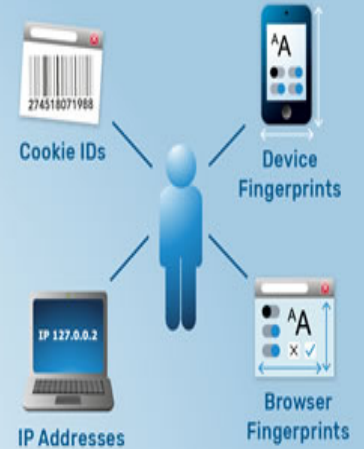 274518071988
Cookie IDs
AA
Device
Fingerprints
IP 127.0.0.2
IP Addresses
AA
Browser
Fingerprints